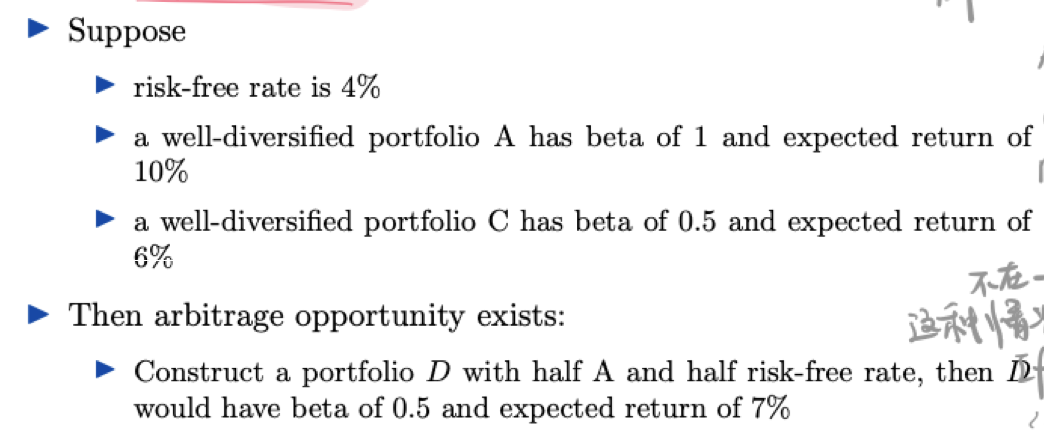 Suppose
risk-free rate is 4%
a well-diversified portfolio A has beta of 1 and expected return of
10%
a well-diversified portfolio C has beta of 0.5 and expected return of
6%
不在一
Then arbitrage opportunity exists:
这种情况
Construct a portfolio D with half A and half risk-free rate, then D
would have beta of 0.5 and expected return of 7%